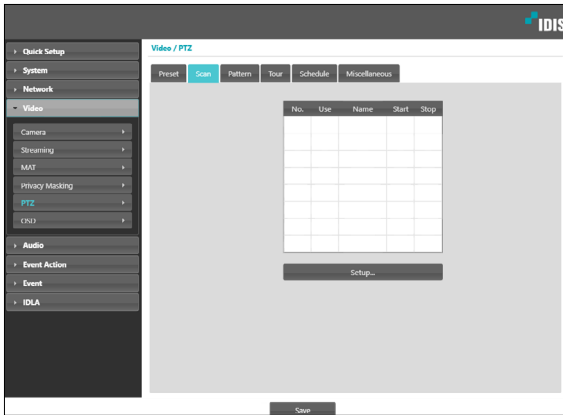 IDIS
Quick Setup
System
Network
Video
Camera
Streaming
MAT
Privacy Masking
PTZ
OSD
Audio
Event Action
Event
IDLA
Video / PTZ
Preset Scan Pattern Tour Schedule Miscellaneous
No. Use Name Start Stop
Setup...
Save